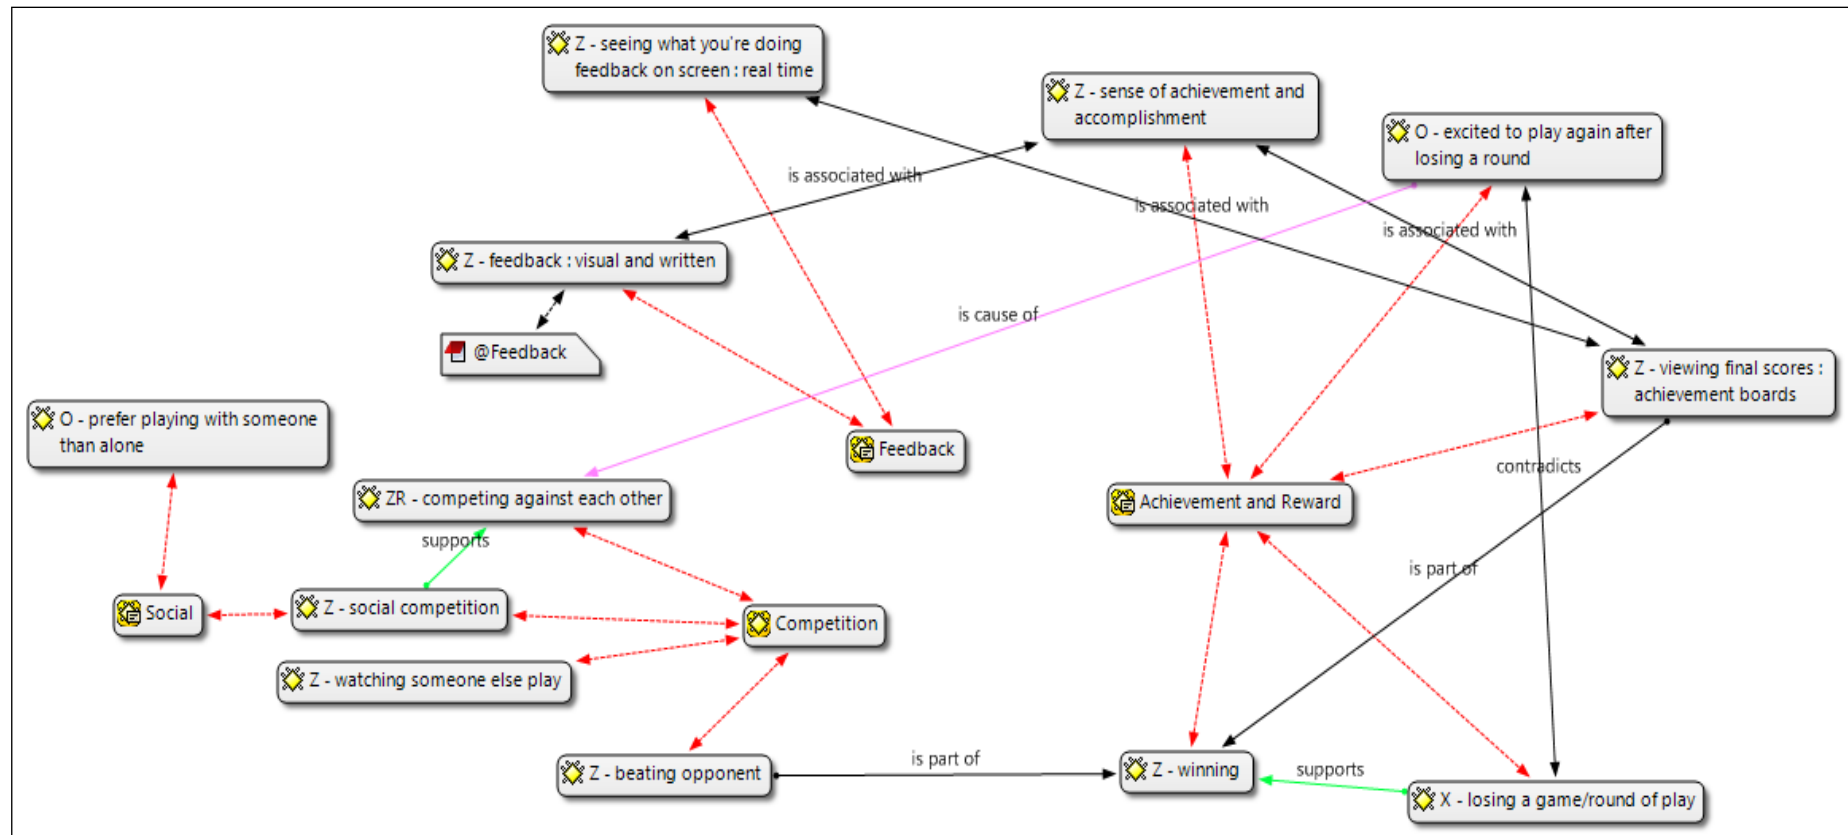 Z - seeing what you're doing
feedback on screen : real time
Z - sense of achievement and
accomplishment
O - excited to play again after
losing a round
is associated with
is associated with
is associated with
Z - feedback : visual and written
is cause of
@Feedback
Z - viewing final scores :
achievement boards
O - prefer playing with someone
than alone
Feedback
contradicts
ZR - competing against each other
Achievement and Reward
supports
is part of
Social
Z - social competition
Competition
Z - watching someone else play
is part of
Z - beating opponent
Z - winning
supports
X - losing a game/round of play